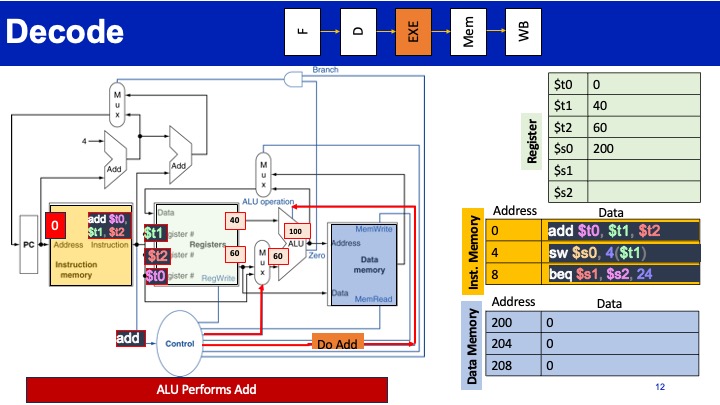 Decode
F
D
EXE
Mem
WB
Branch
M
u
x
4
Add
Add
M
u
x
ALU operation
PC
0
add $t0,
$t1, $t2
Address Instruction
Instruction
memory
Data
$t1
gister #
Registers
$t2
gister #
$t0
gister #
RegWrite
40
60
M
u
x
60
100
ALU
Zero
MemWrite
Address
Data
memory
Data
MemRead
add
Control
Do Add
ALU Performs Add
Register
$t0 0
$t1 40
$t2 60
$s0 200
$s1
$s2
Inst. Memory
Address Data
0 add $t0, $t1, $t2
4 sw $s0, 4($t1)
8 beq $s1, $s2, 24
Data Memory
Address Data
200 0
204 0
208 0
12